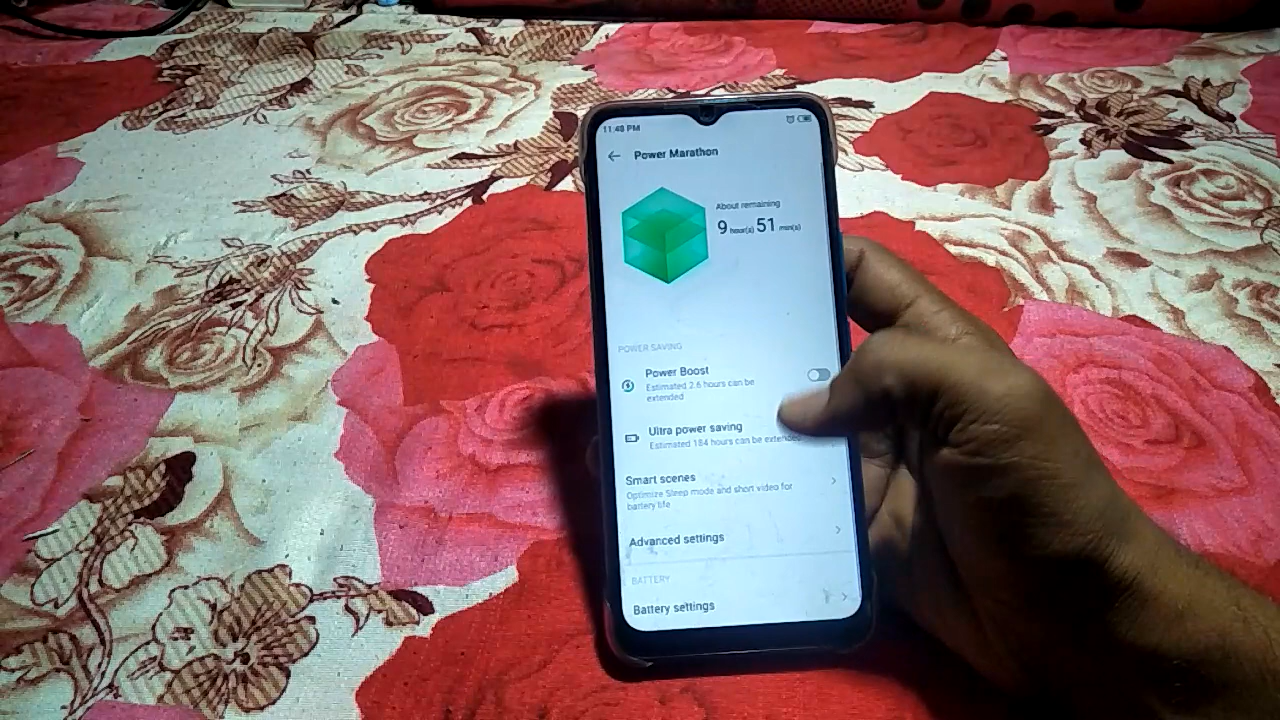 11:48 PM
Power Marathon
About remaining
9 hour(s) 51 min(s)
POWER SAVING
Power Boost
Estimated 2.6 hours can be
extended
Ultra power saving
Estimated 184 hours can be extended
Smart scenes
Optimize Sleep mode and short video for
battery life
Advanced settings
BATTERY
Battery settings